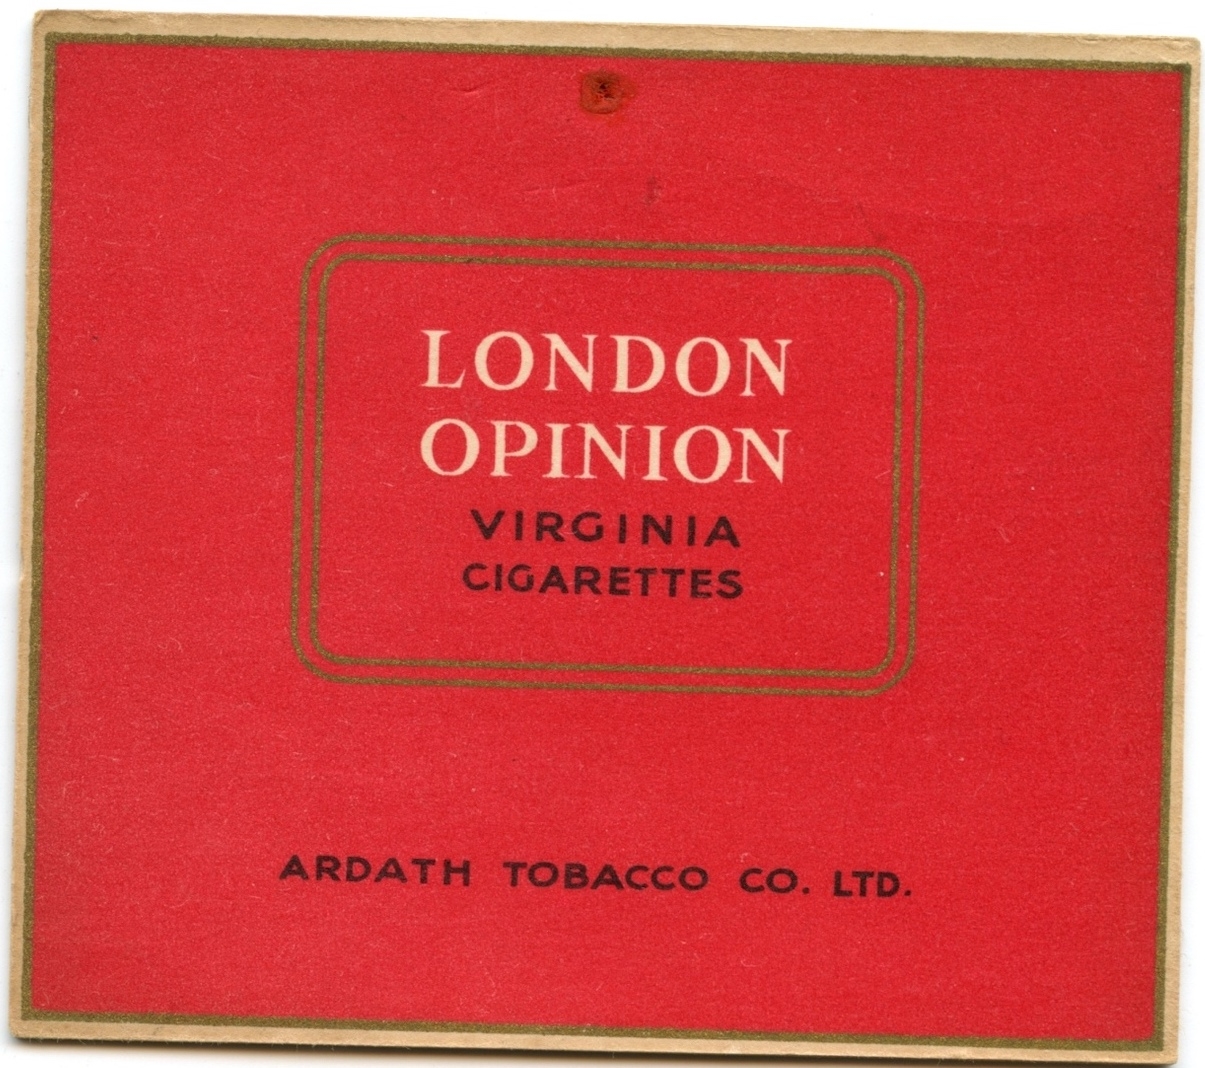 LONDON
OPINION
VIRGINIA
CIGARETTES
ARDATH TOBACCO CO. LTD.